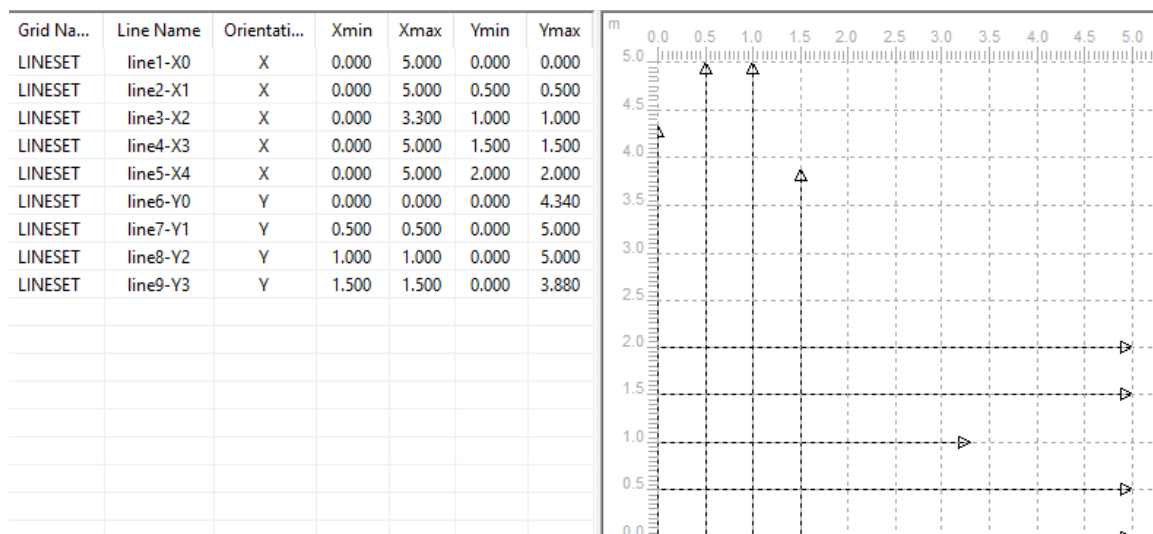 Grid Na... Line Name Orientati... Xmin Xmax Ymin Ymax
LINESET line1-X0 X 0.000 5.000 0.000 0.000
LINESET line2-X1 X 0.000 5.000 0.500 0.500
LINESET line3-X2 X 0.000 3.300 1.000 1.000
LINESET line4-X3 X 0.000 5.000 1.500 1.500
LINESET line5-X4 X 0.000 5.000 2.000 2.000
LINESET line6-Y0 Y 0.000 0.000 0.000 4.340
LINESET line7-Y1 Y 0.500 0.500 0.000 5.000
LINESET line8-Y2 Y 1.000 1.000 0.000 5.000
LINESET line9-Y3 Y 1.500 1.500 0.000 3.880
m
0.0 0.5 1.0 1.5 2.0 2.5 3.0 3.5 4.0 4.5 5.0
5.0
4.5
4.0
3.5
3.0
2.5
2.0
1.5
1.0
0.5
0.0